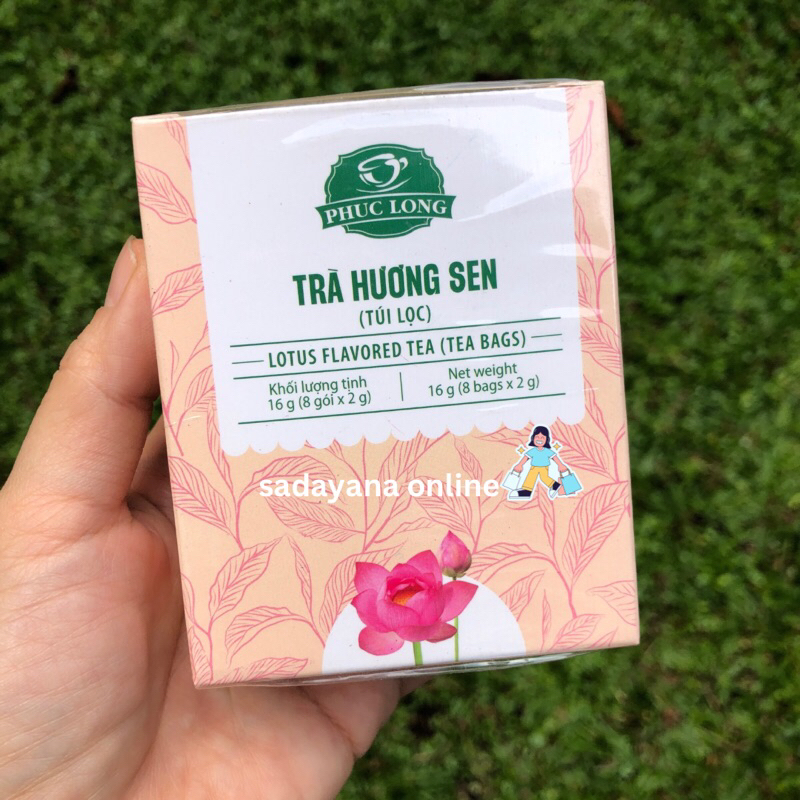 PHUC LONG
TRÀ HƯƠNG SEN
(TÚI LỌC)
LOTUS FLAVORED TEA (TEA BAGS)
Khối lượng tịnh
16 g (8 gói x 2 g)
Net weight
16 g (8 bags x 2 g)
sadayana online